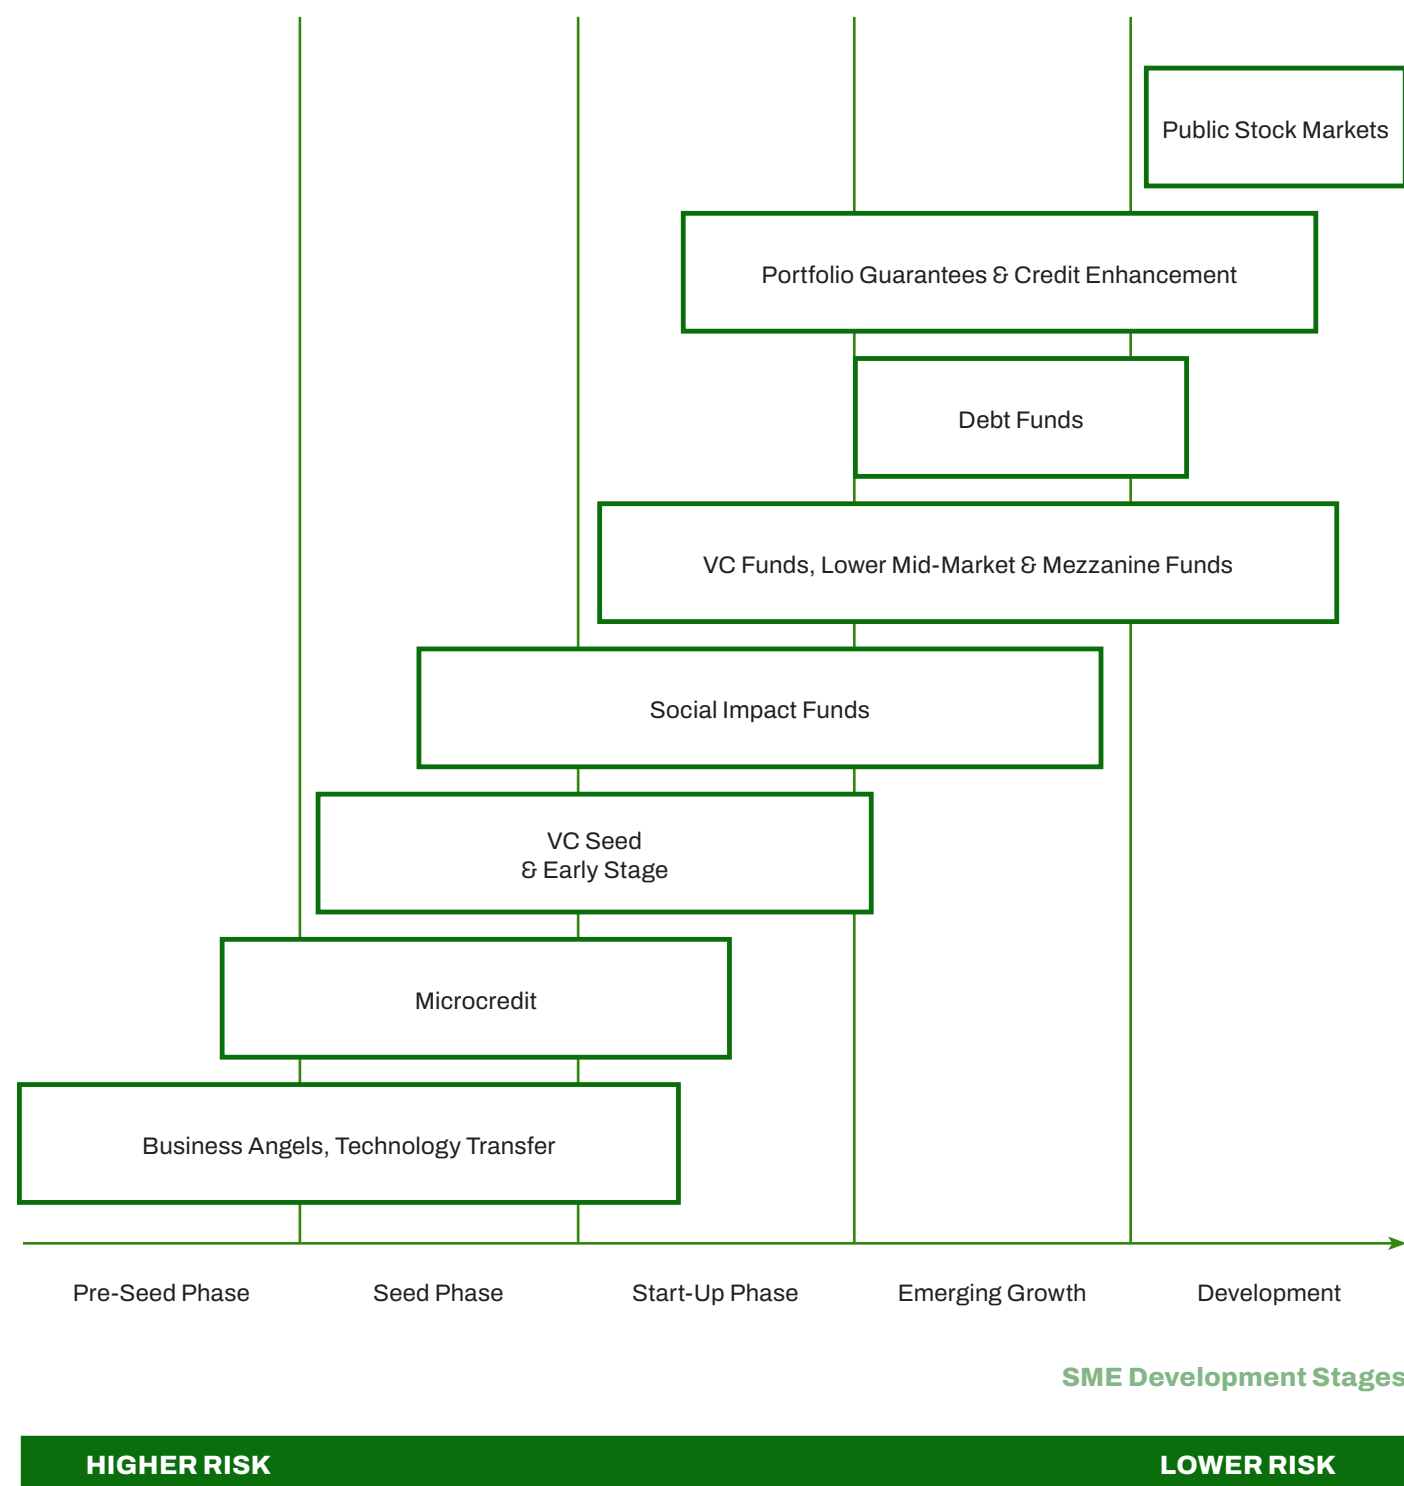 Public Stock Markets
Portfolio Guarantees & Credit Enhancement
Debt Funds
VC Funds, Lower Mid-Market & Mezzanine Funds
Social Impact Funds
VC Seed
& Early Stage
Microcredit
Business Angels, Technology Transfer
Pre-Seed Phase Seed Phase Start-Up Phase Emerging Growth Development
SME Development Stages
HIGHER RISK LOWER RISK